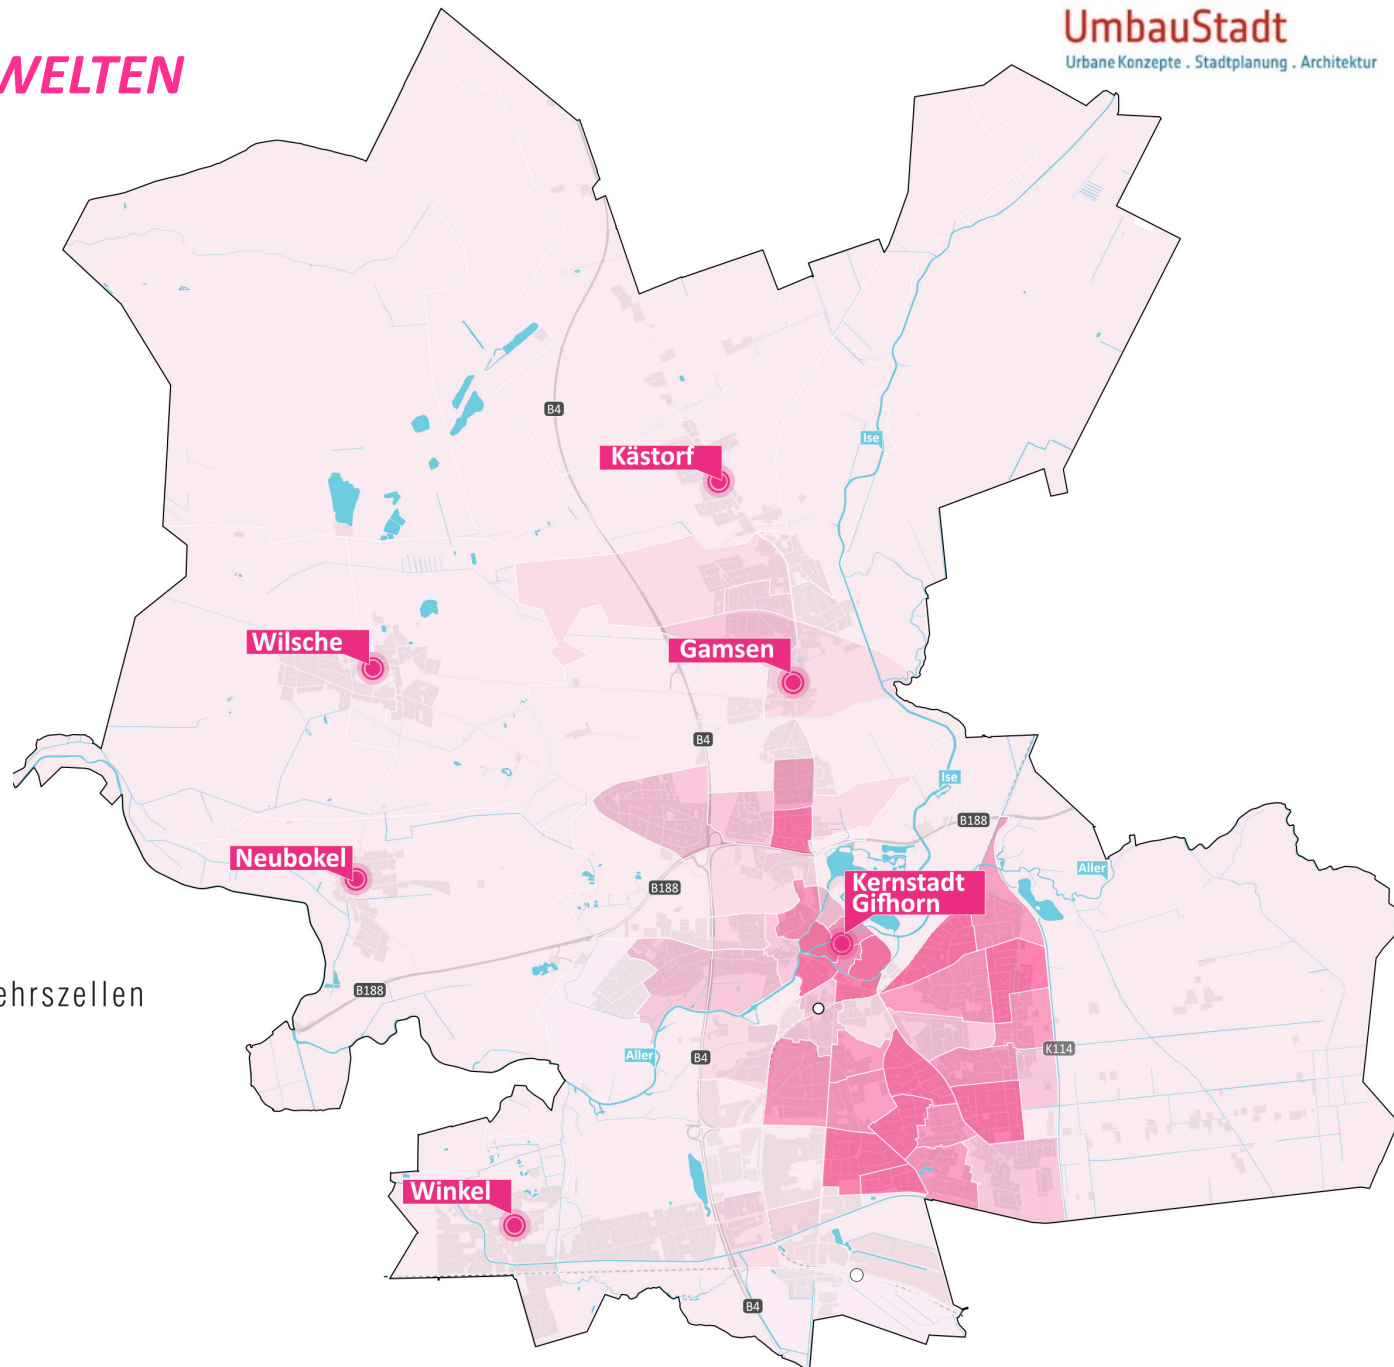 UmbauStadt
Urbane Konzepte . Stadtplanung . Architektur
WELTEN
B4
Ise
Kästorf
Wilsche
Gamsen
B4
Ise
B188
Neubokel
Aller
B188
Kernstadt
Gifhorn
B188
ehrszellen
Aller
B4
K114
Winkel
B4